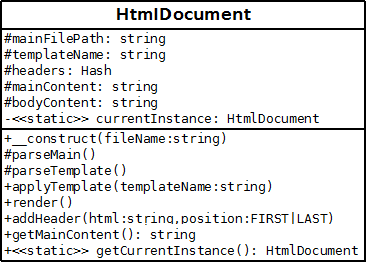 HtmlDocument
#mainFilePath: string
#templateName: string
#headers: Hash
#mainContent: string
#bodyContent: string
-<<static>> currentInstance: HtmlDocument
+__construct(fileName:string)
#parseMain()
#parseTemplate()
+applyTemplate(templateName:string)
+render()
+addHeader(html:string,position:FIRST|LAST)
+getMainContent(): string
+<<static>> getCurrentInstance(): HtmlDocument